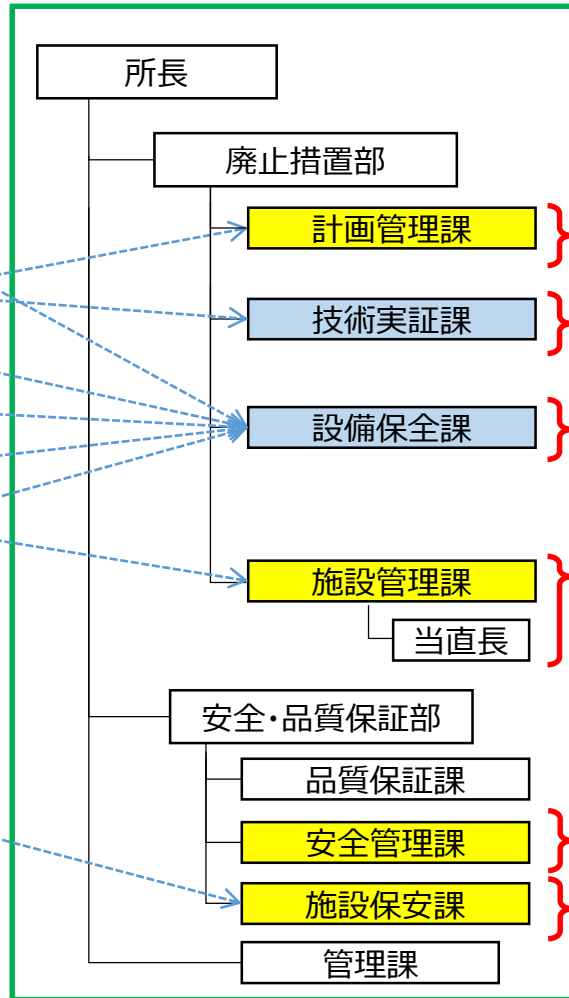 所長
廃止措置部
計画管理課
技術実証課
設備保全課
施設管理課
当直長
安全・品質保証部
品質保証課
安全管理課
施設保安課
管理課